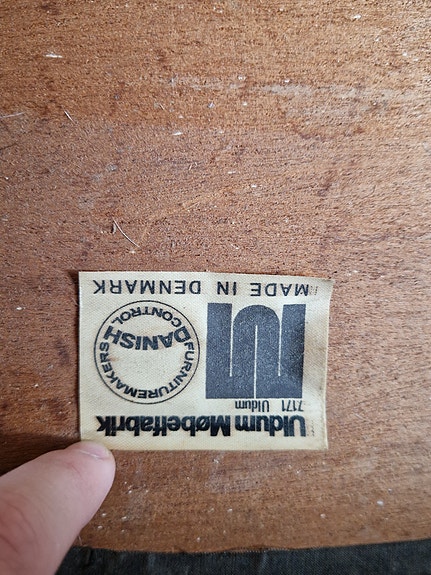 Uldum Møbelfabrik
7171 Uldum
DANISH
FURNITUREMAKERS
CONTROL
MADE IN DENMARK